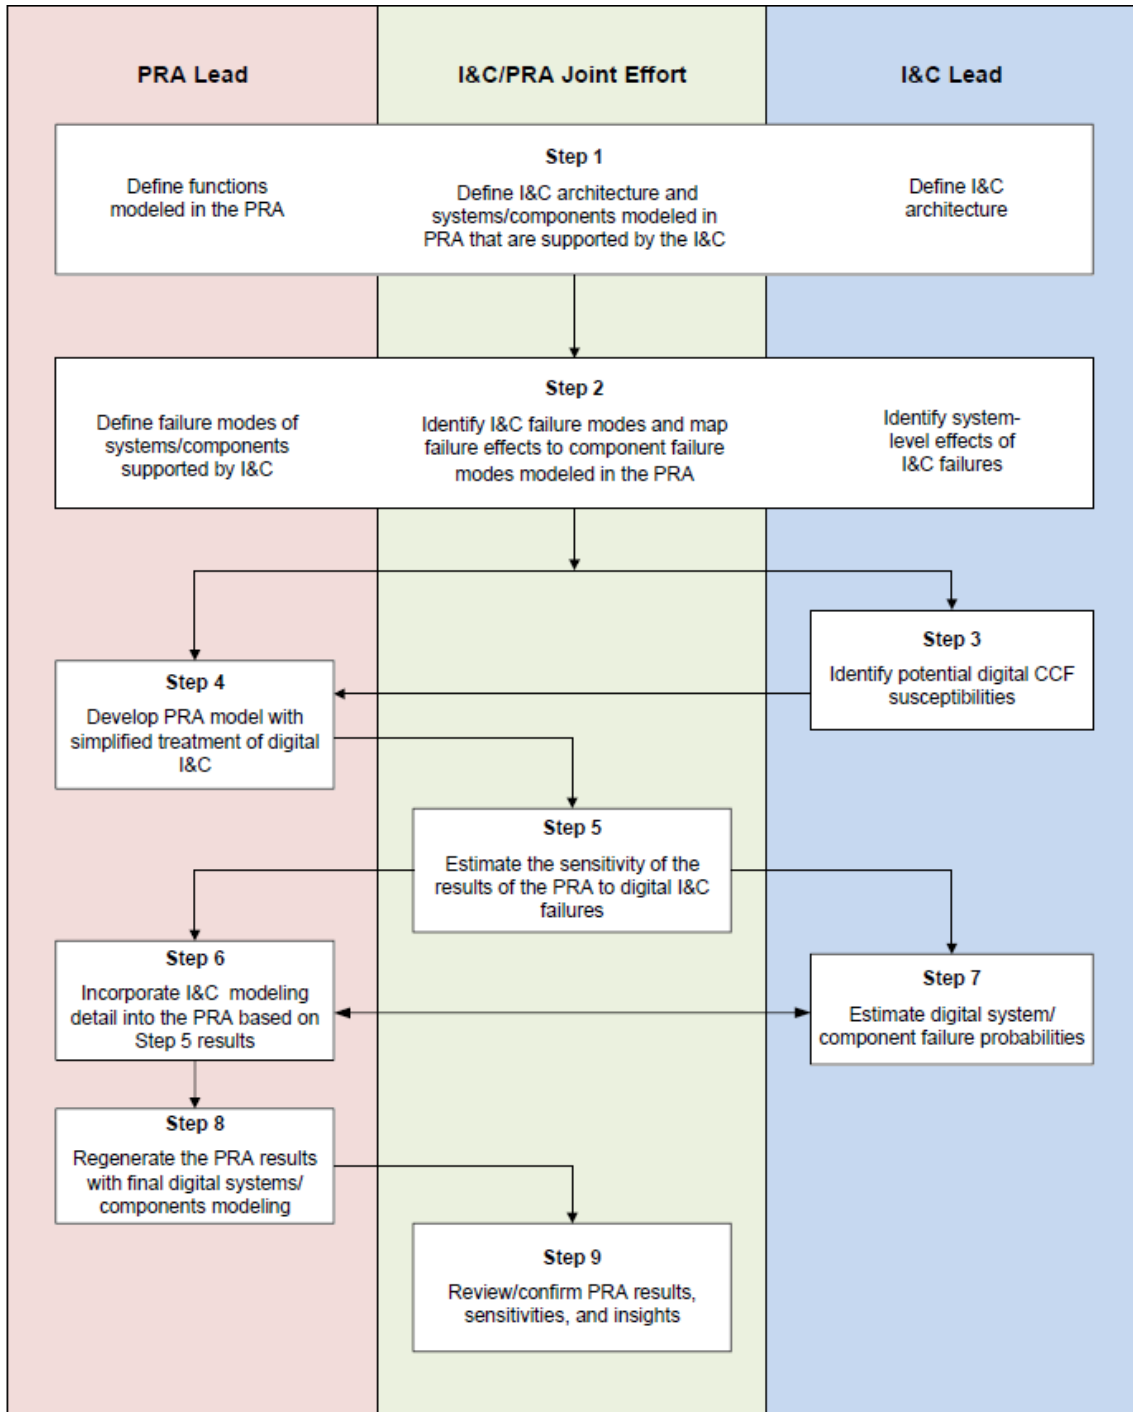 PRA Lead
I&C/PRA Joint Effort
I&C Lead
Define functions
modeled in the PRA
Step 1
Define I&C architecture and
systems/components modeled in
PRA that are supported by the I&C
Define I&C
architecture
Define failure modes of
systems/components
supported by I&C
Step 2
Identify I&C failure modes and map
failure effects to component failure
modes modeled in the PRA
Identify system-
level effects of
I&C failures
Step 3
Identify potential digital CCF
susceptibilities
Step 4
Develop PRA model with
simplified treatment of digital
I&C
Step 5
Estimate the sensitivity of the
results of the PRA to digital I&C
failures
Step 6
Incorporate I&C modeling
detail into the PRA based on
Step 5 results
Step 7
Estimate digital system/
component failure probabilities
Step 8
Regenerate the PRA results
with final digital systems/
components modeling
Step 9
Review/confirm PRA results,
sensitivities, and insights